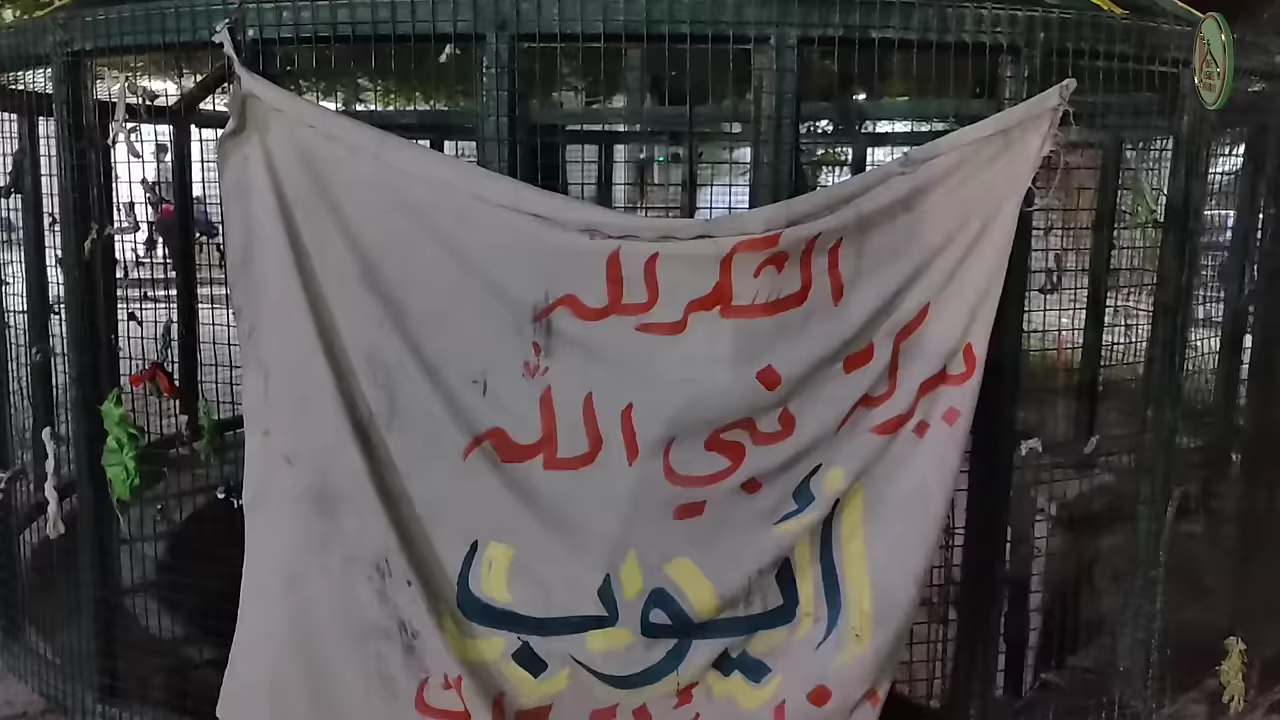 الشكر لله
ببركة نبي الله
أيوب